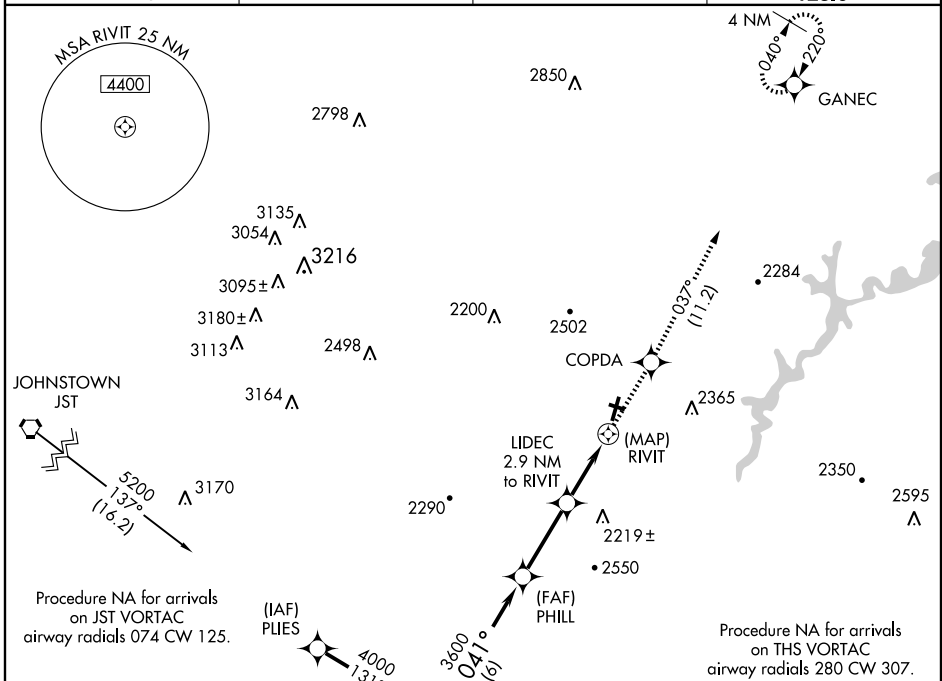 MSA RIVIT 25 NM
4400
4 NM
040°
220°
GANEC
2850
2798
3135
3054
3216
3095±
3180±
3113
2498
3164
2200
2502
037°
(11.2)
2284
COPDA
2365
JOHNSTOWN
JST
5200
137°
(16.2)
3170
LIDEC
2.9 NM
to RIVIT
(MAP)
RIVIT
2290
2219±
2550
2350
2595
(FAF)
PHILL
3600
041°
(6)
(IAF)
PLIES
4000
Procedure NA for arrivals
on JST VORTAC
airway radials 074 CW 125.
Procedure NA for arrivals
on THS VORTAC
airway radials 280 CW 307.